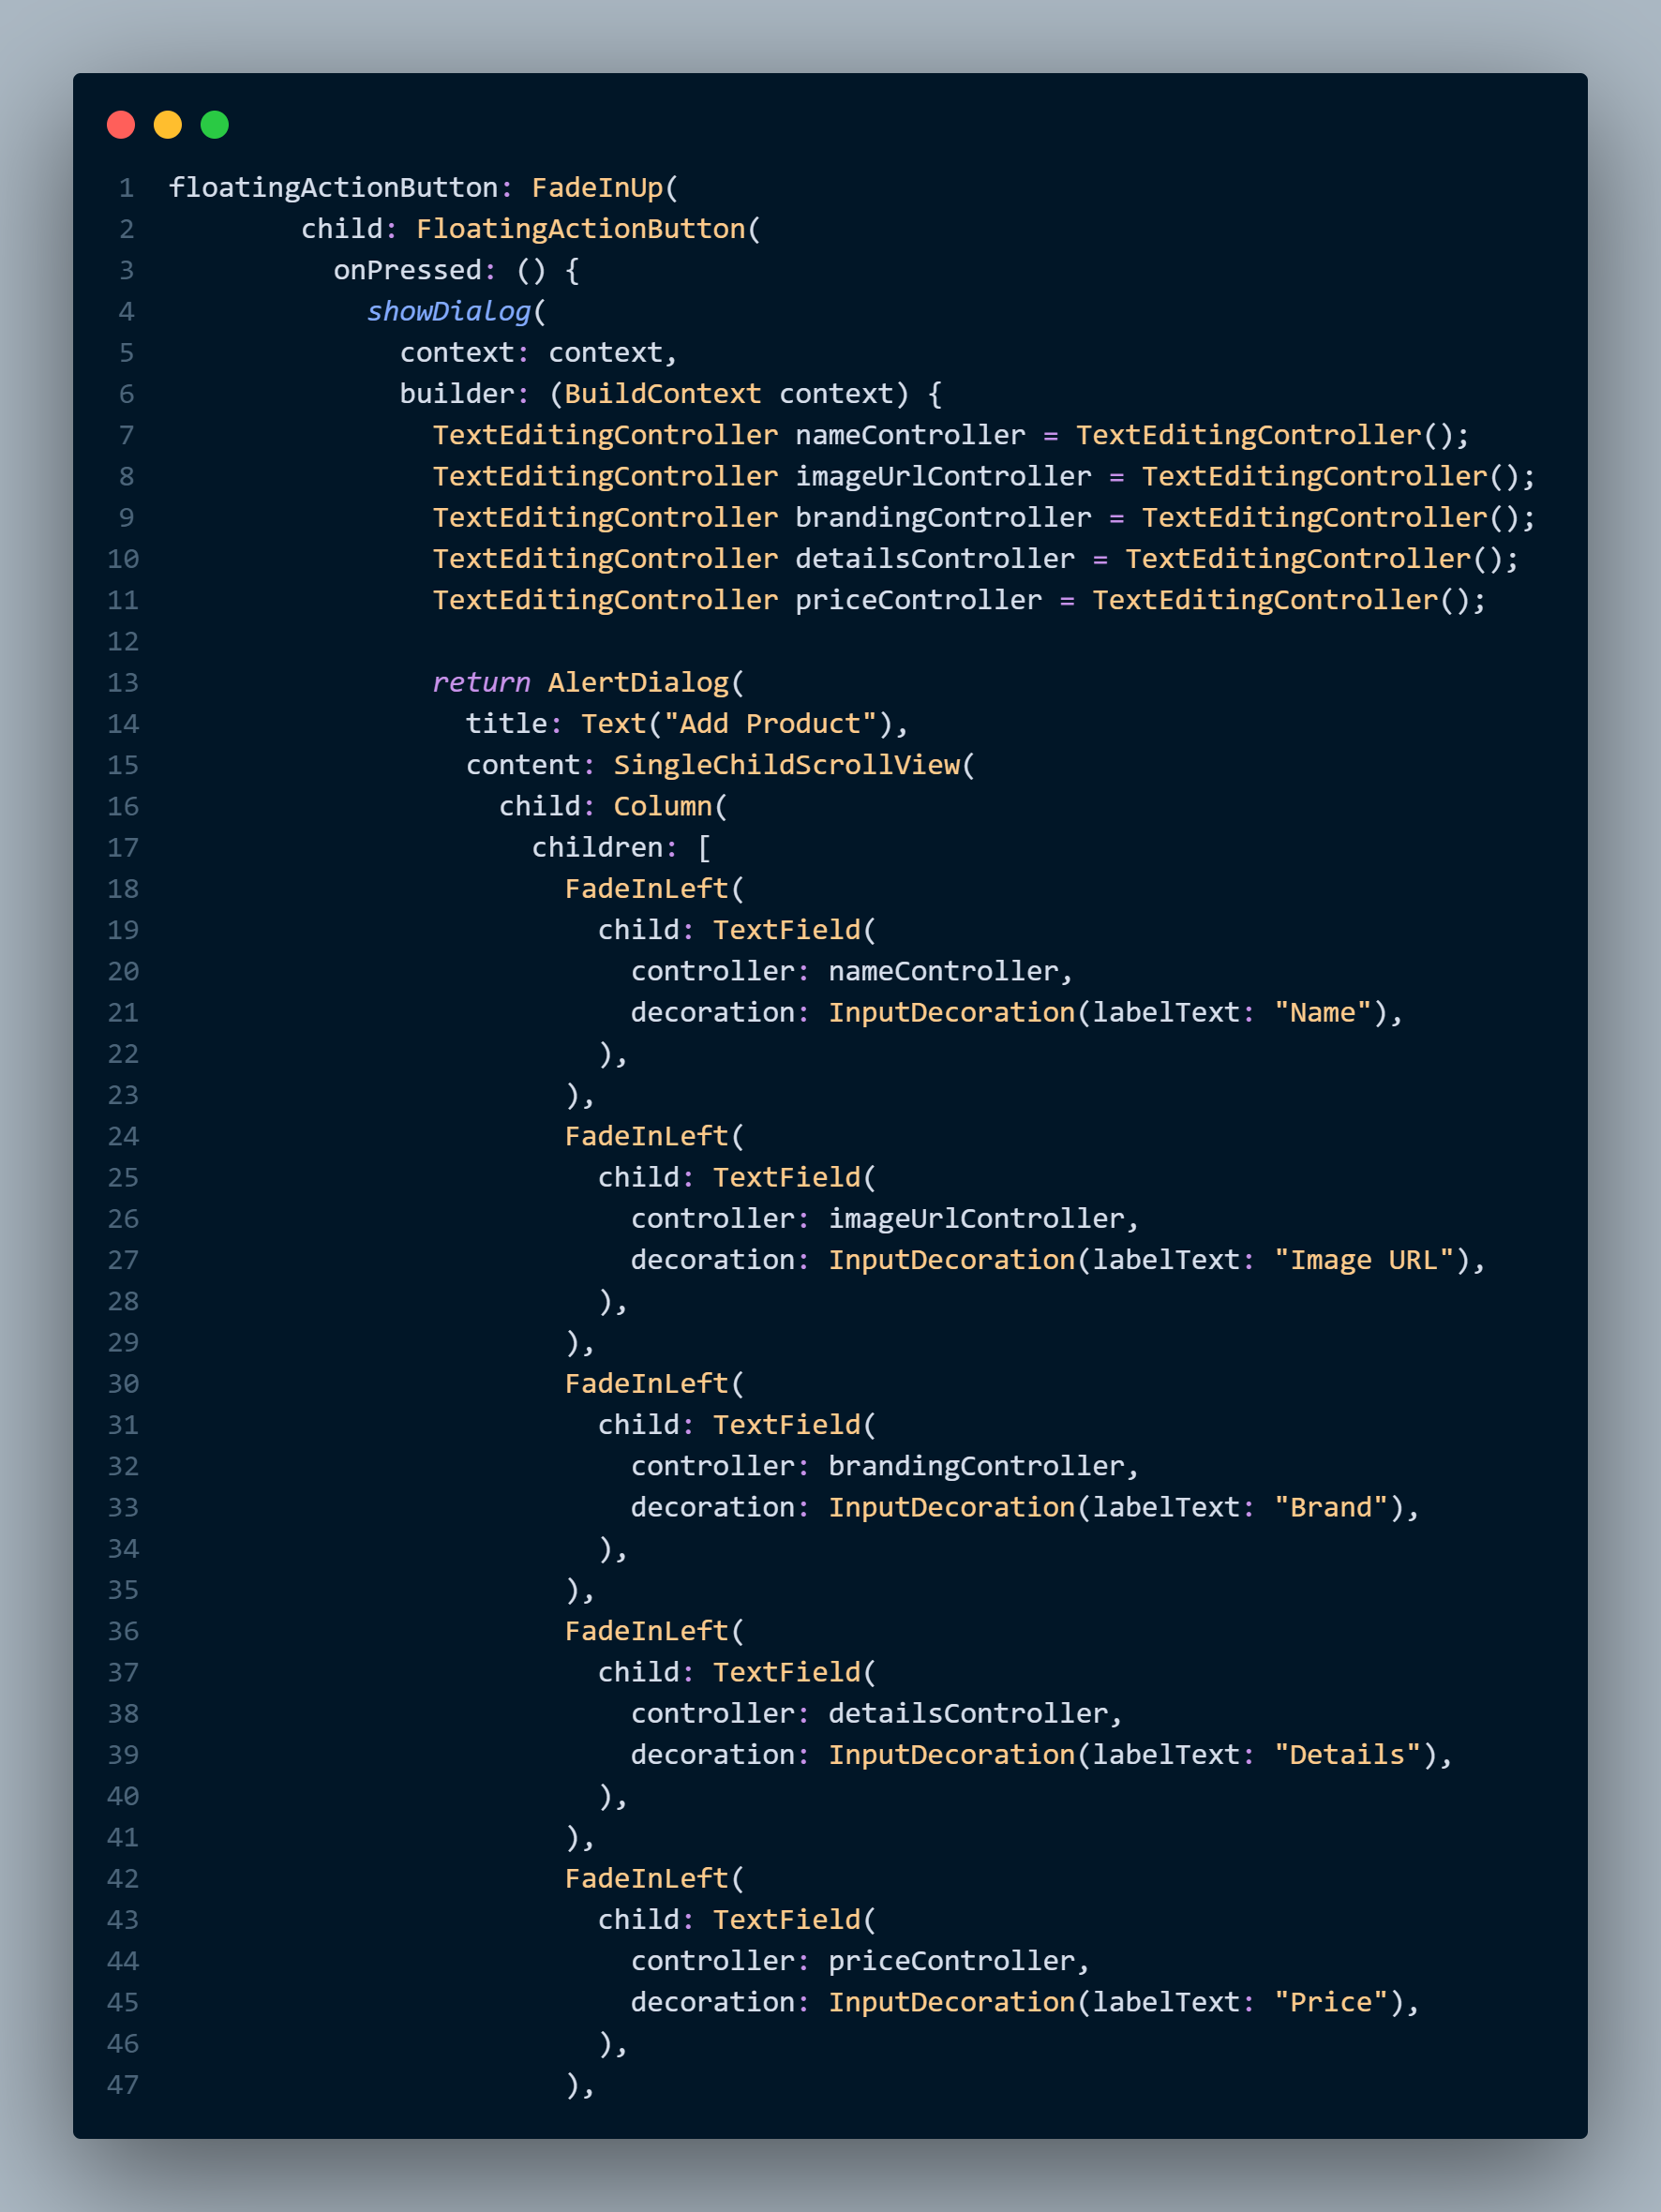 1 floatingActionButton: FadeInUp(
2         child: FloatingActionButton(
3           onPressed: () {
4             showDialog(
5               context: context,
6               builder: (BuildContext context) {
7                 TextEditingController nameController = TextEditingController();
8                 TextEditingController imageUrlController = TextEditingController();
9                 TextEditingController brandingController = TextEditingController();
10                 TextEditingController detailsController = TextEditingController();
11                 TextEditingController priceController = TextEditingController();
12
13                 return AlertDialog(
14                   title: Text("Add Product"),
15                   content: SingleChildScrollView(
16                     child: Column(
17                       children: [
18                         FadeInLeft(
19                           child: TextField(
20                             controller: nameController,
21                             decoration: InputDecoration(labelText: "Name"),
22                           ),
23                         ),
24                         FadeInLeft(
25                           child: TextField(
26                             controller: imageUrlController,
27                             decoration: InputDecoration(labelText: "Image URL"),
28                           ),
29                         ),
30                         FadeInLeft(
31                           child: TextField(
32                             controller: brandingController,
33                             decoration: InputDecoration(labelText: "Brand"),
34                           ),
35                         ),
36                         FadeInLeft(
37                           child: TextField(
38                             controller: detailsController,
39                             decoration: InputDecoration(labelText: "Details"),
40                           ),
41                         ),
42                         FadeInLeft(
43                           child: TextField(
44                             controller: priceController,
45                             decoration: InputDecoration(labelText: "Price"),
46                           ),
47                         ),